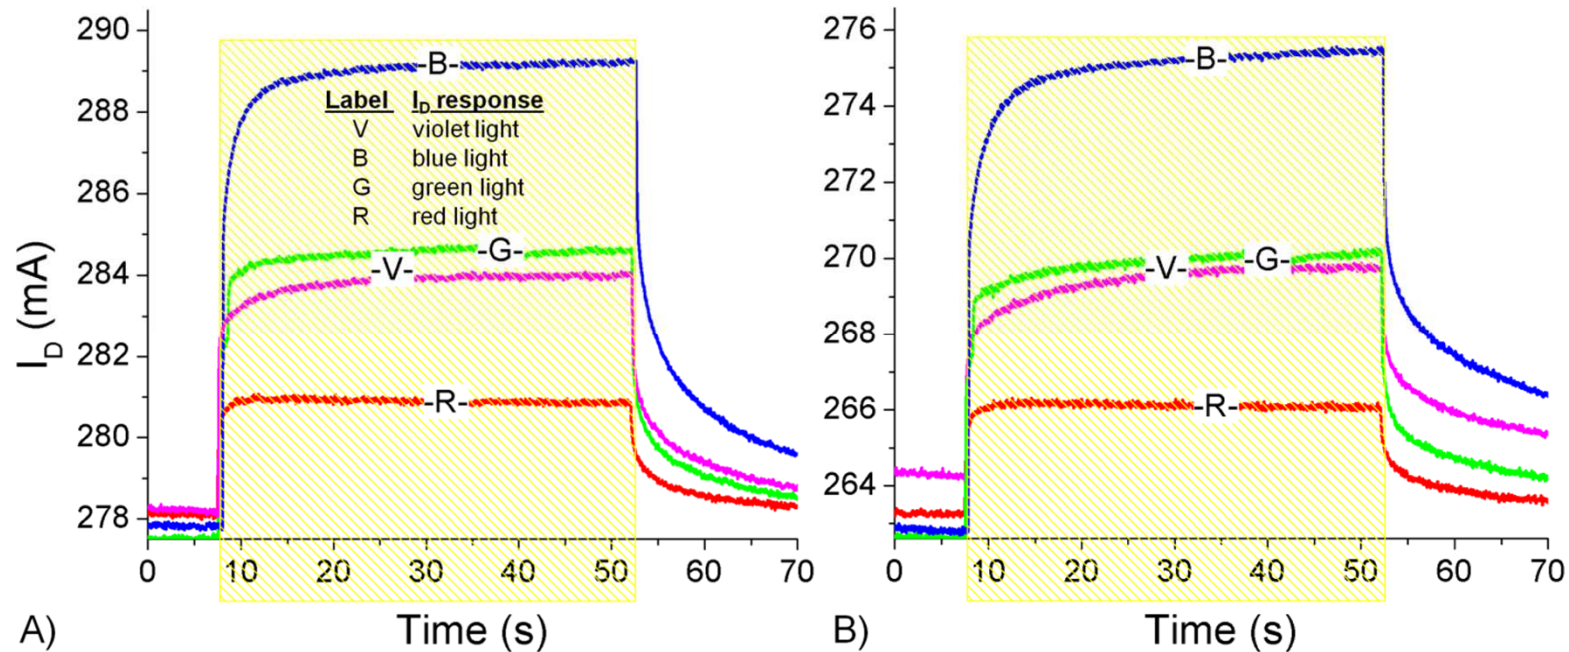 290
288
286
284
282
280
278
I_D (mA)
-B-
Label I_D response
V violet light
B blue light
G green light
R red light
-G-
-V-
-R-
0 10 20 30 40 50 60 70
A) Time (s)
276
274
272
270
268
266
264
-B-
-V- -G-
-R-
0 10 20 30 40 50 60 70
B) Time (s)